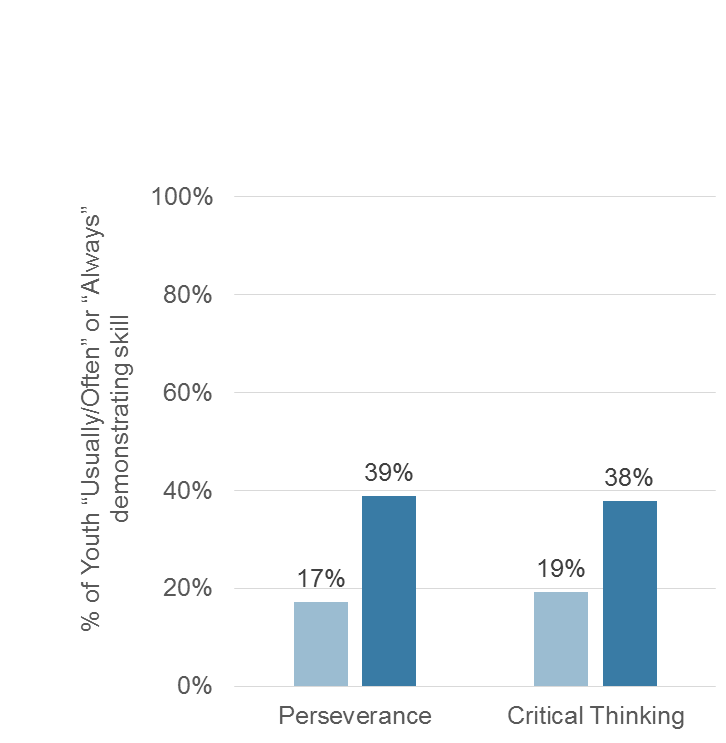 % of Youth “Usually/Often” or “Always”
demonstrating skill
100%
80%
60%
40%
20%
0%
17%
39%
19%
38%
Perseverance
Critical Thinking